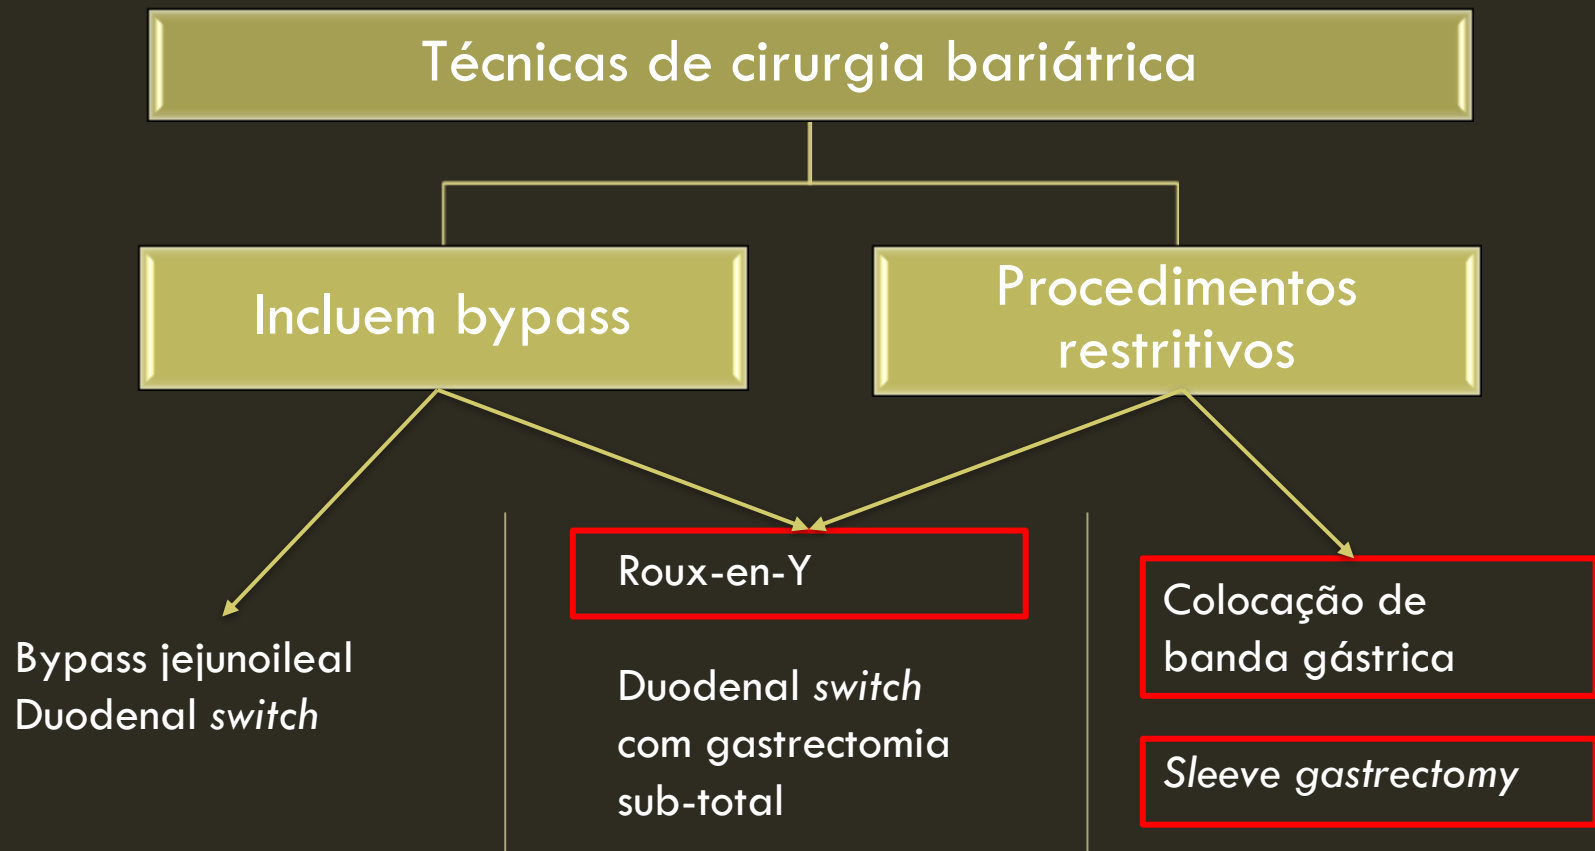 Técnicas de cirurgia bariátrica
Incluem bypass
Procedimentos
restritivos
Bypass jejunoileal
Duodenal switch
Roux-en-Y
Duodenal switch
com gastrectomia
sub-total
Colocação de
banda gástrica
Sleeve gastrectomy